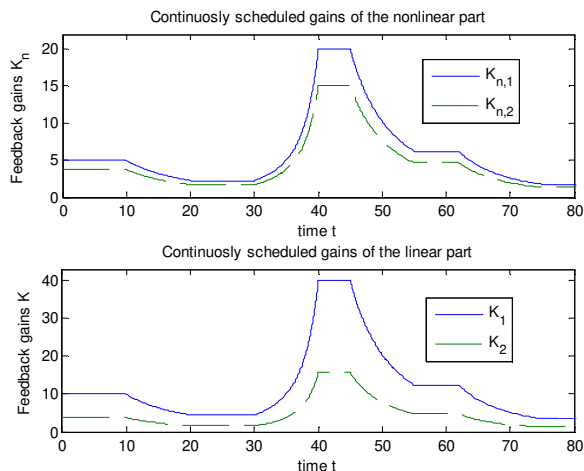 Continuosly scheduled gains of the nonlinear part
Feedback gains Kn
20
15
10
5
0
Kn,1
Kn,2
0 10 20 30 40 50 60 70 80
time t
Continuosly scheduled gains of the linear part
Feedback gains K
40
30
20
10
0
K1
K2
0 10 20 30 40 50 60 70 80
time t